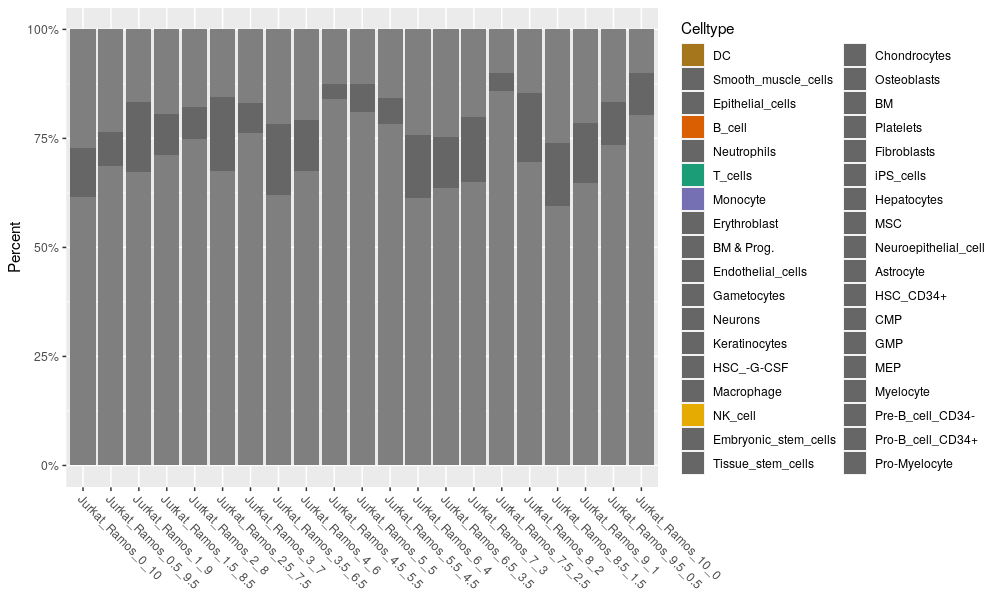 100%
75%
50%
25%
0%
Percent
Jurkat_Ramos_0_10
Jurkat_Ramos_0.5_9.5
Jurkat_Ramos_1_9
Jurkat_Ramos_1.5_8.5
Jurkat_Ramos_2_8
Jurkat_Ramos_2.5_7.5
Jurkat_Ramos_3_7
Jurkat_Ramos_3.5_6.5
Jurkat_Ramos_4_6
Jurkat_Ramos_4.5_5.5
Jurkat_Ramos_5_5
Jurkat_Ramos_5.5_4.5
Jurkat_Ramos_6_4
Jurkat_Ramos_6.5_3.5
Jurkat_Ramos_7_3
Jurkat_Ramos_7.5_2.5
Jurkat_Ramos_8_2
Jurkat_Ramos_8.5_1.5
Jurkat_Ramos_9_1
Jurkat_Ramos_9.5_0.5
Jurkat_Ramos_10_0
Celltype
DC
Smooth_muscle_cells
Epithelial_cells
B_cell
Neutrophils
T_cells
Monocyte
Erythroblast
BM & Prog.
Endothelial_cells
Gametocytes
Neurons
Keratinocytes
HSC_-G-CSF
Macrophage
NK_cell
Embryonic_stem_cells
Tissue_stem_cells
Chondrocytes
Osteoblasts
BM
Platelets
Fibroblasts
iPS_cells
Hepatocytes
MSC
Neuroepithelial_cell
Astrocyte
HSC_CD34+
CMP
GMP
MEP
Myelocyte
Pre-B_cell_CD34-
Pro-B_cell_CD34+
Pro-Myelocyte